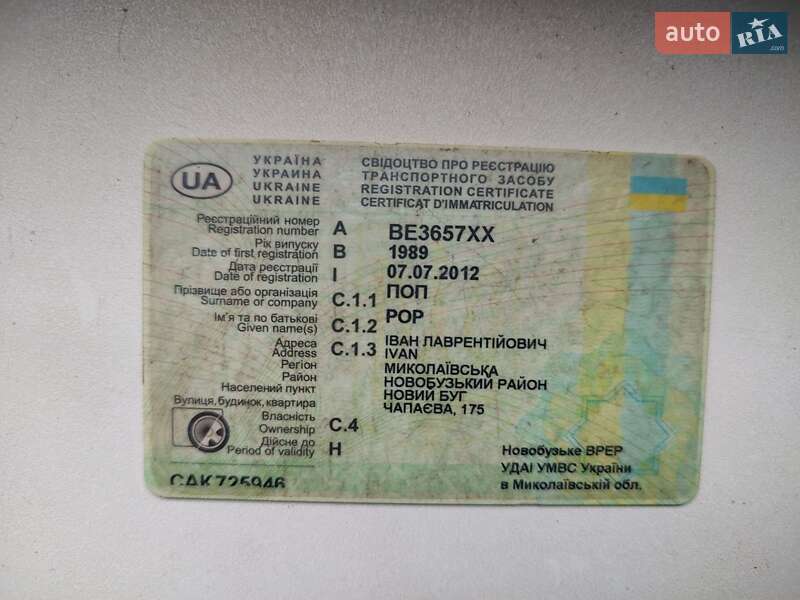 auto RIA.com
УКРАЇНА
УКРАИНА
UKRAINE
UKRAINE
UA
СВІДОЦТВО ПРО РЕЄСТРАЦІЮ
ТРАНСПОРТНОГО ЗАСОБУ
REGISTRATION CERTIFICATE
CERTIFICAT D'IMMATRICULATION
Реєстраційний номер
Registration number A BE3657XX
Рік випуску
Date of first registration B 1989
Дата реєстрації
Date of registration I 07.07.2012
Прізвище або організація
Surname or company C.1.1 ПОП
Ім'я та по батькові
Given name(s) C.1.2 POP
Адреса
Address C.1.3 ІВАН ЛАВРЕНТІЙОВИЧ
IVAN
Регіон МИКОЛАЇВСЬКА
Район НОВОБУЗЬКИЙ РАЙОН
Населений пункт НОВИЙ БУГ
Вулиця, будинок, квартира ЧАПАЄВА, 175
Власність
Ownership C.4
Дійсне до
Period of validity H
Новобузьке ВРЕР
УДАІ УМВС України
в Миколаївській обл.
САК725946